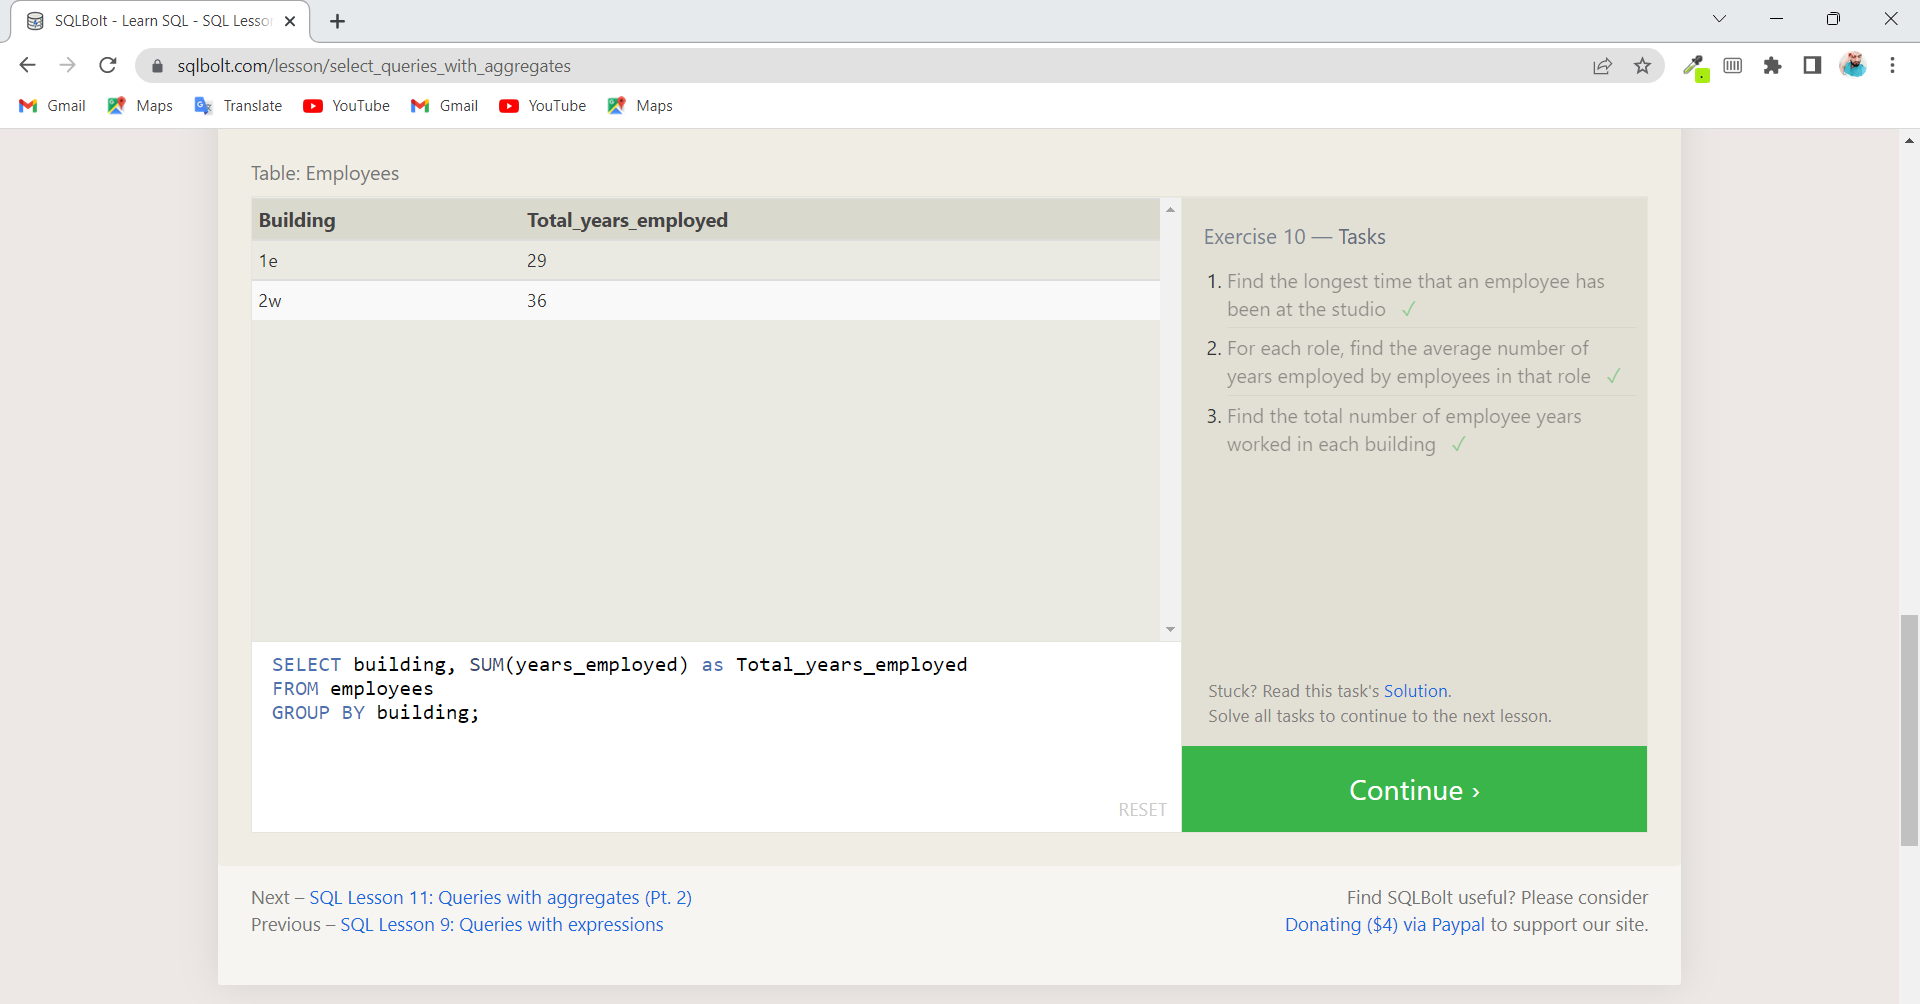 SQLBolt - Learn SQL - SQL Lesso
sqlbolt.com/lesson/select_queries_with_aggregates
Gmail Maps Translate YouTube Gmail YouTube Maps
Table: Employees
Building Total_years_employed
1e 29
2w 36
SELECT building, SUM(years_employed) as Total_years_employed
FROM employees
GROUP BY building;
RESET
Exercise 10 — Tasks
1. Find the longest time that an employee has
been at the studio ✓
2. For each role, find the average number of
years employed by employees in that role ✓
3. Find the total number of employee years
worked in each building ✓
Stuck? Read this task's Solution.
Solve all tasks to continue to the next lesson.
Continue ›
Next – SQL Lesson 11: Queries with aggregates (Pt. 2)
Previous – SQL Lesson 9: Queries with expressions
Find SQLBolt useful? Please consider
Donating ($4) via Paypal to support our site.